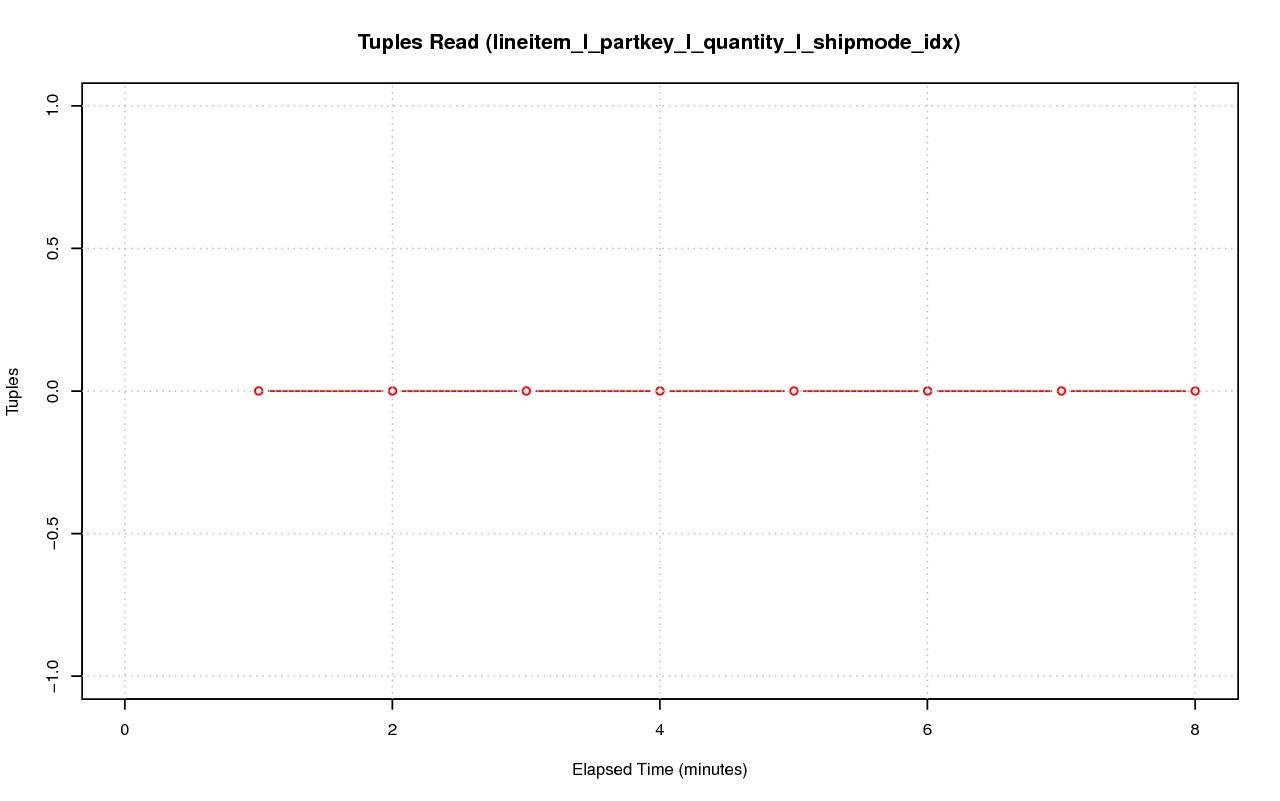 Tuples Read (lineitem_l_partkey_l_quantity_l_shipmode_idx)
Tuples
1.0
0.5
0.0
−0.5
−1.0
0 2 4 6 8
Elapsed Time (minutes)